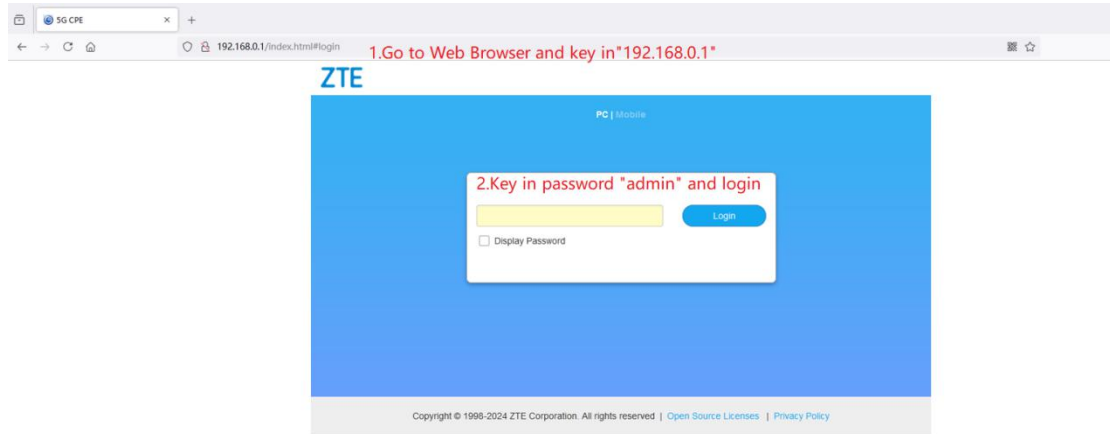 5G CPE
192.168.0.1/index.html#login
1.Go to Web Browser and key in"192.168.0.1"
ZTE
PC | Mobile
2.Key in password "admin" and login
Login
Display Password
Copyright © 1998-2024 ZTE Corporation. All rights reserved | Open Source Licenses | Privacy Policy